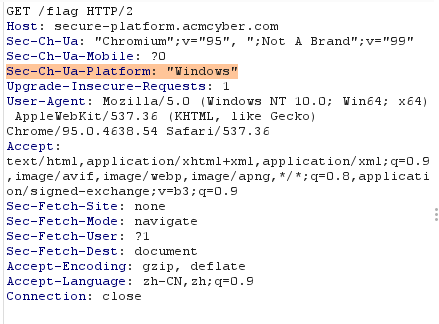 GET /flag HTTP/2
Host: secure-platform.acmcyber.com
Sec-Ch-Ua: "Chromium";v="95", ";Not A Brand";v="99"
Sec-Ch-Ua-Mobile: ?0
Sec-Ch-Ua-Platform: "Windows"
Upgrade-Insecure-Requests: 1
User-Agent: Mozilla/5.0 (Windows NT 10.0; Win64; x64)
AppleWebKit/537.36 (KHTML, like Gecko)
Chrome/95.0.4638.54 Safari/537.36
Accept:
text/html,application/xhtml+xml,application/xml;q=0.9
,image/avif,image/webp,image/apng,*/*;q=0.8,applicati
on/signed-exchange;v=b3;q=0.9
Sec-Fetch-Site: none
Sec-Fetch-Mode: navigate
Sec-Fetch-User: ?1
Sec-Fetch-Dest: document
Accept-Encoding: gzip, deflate
Accept-Language: zh-CN,zh;q=0.9
Connection: close